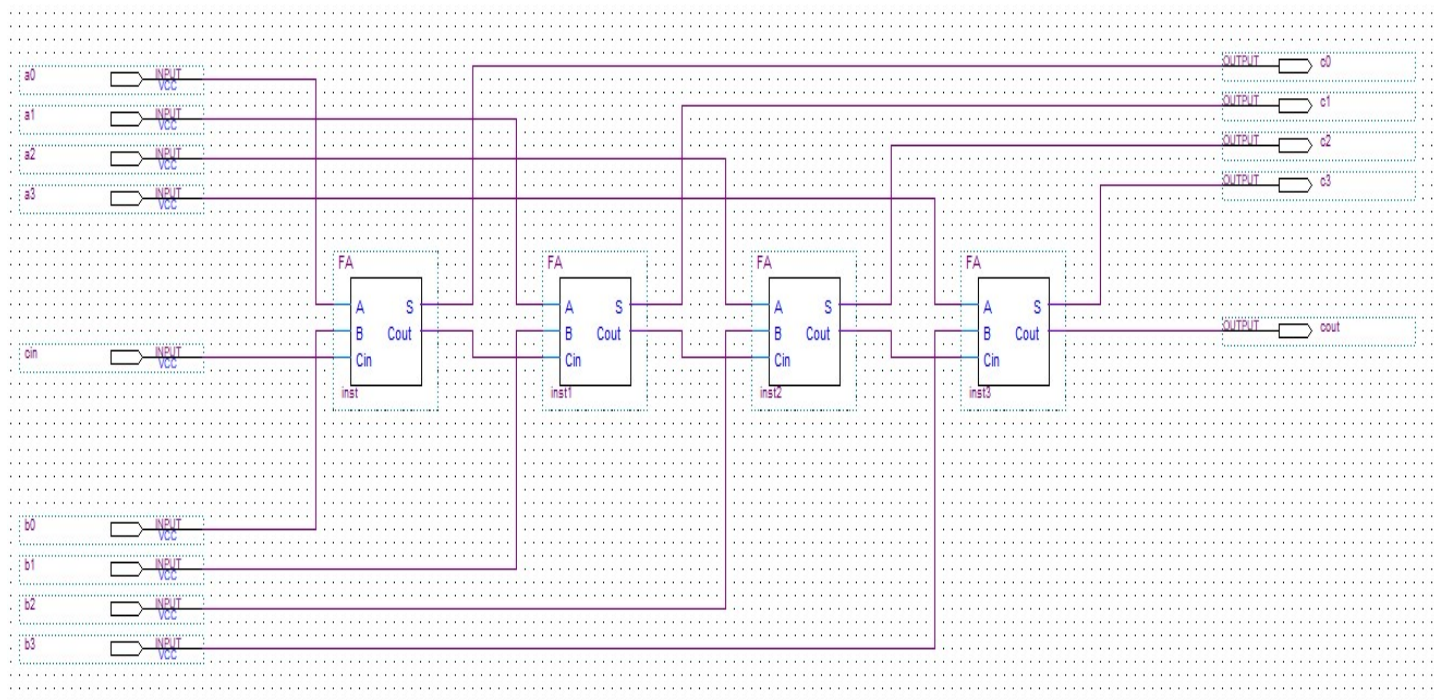 a0 INPUT VCC
a1 INPUT VCC
a2 INPUT VCC
a3 INPUT VCC
OUTPUT c0
OUTPUT c1
OUTPUT c2
OUTPUT c3
FA
A S
B Cout
Cin
inst
FA
A S
B Cout
Cin
inst1
FA
A S
B Cout
Cin
inst2
FA
A S
B Cout
Cin
inst3
OUTPUT cout
cin INPUT VCC
b0 INPUT VCC
b1 INPUT VCC
b2 INPUT VCC
b3 INPUT VCC